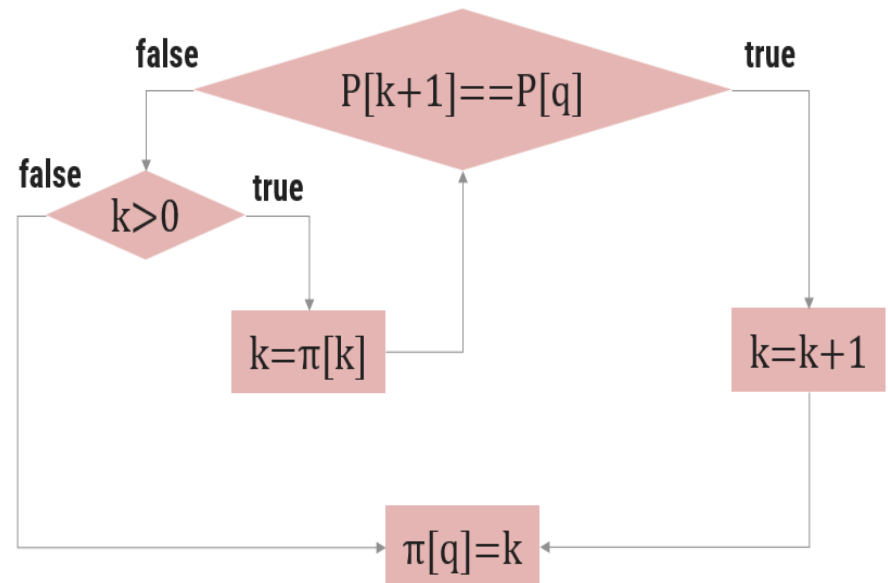 false
true
P[k+1]==P[q]
false
true
k>0
k=π[k]
k=k+1
π[q]=k